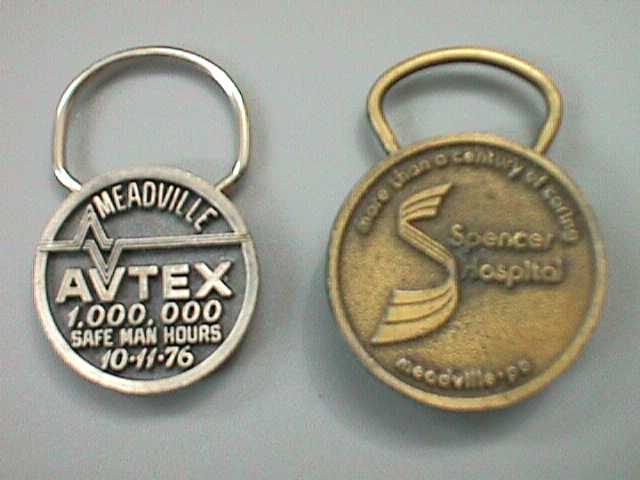 MEADVILLE
AVTEX
1,000,000
SAFE MAN HOURS
10-11-76
more than a century of caring
Spencer
Hospital
meadville · pa